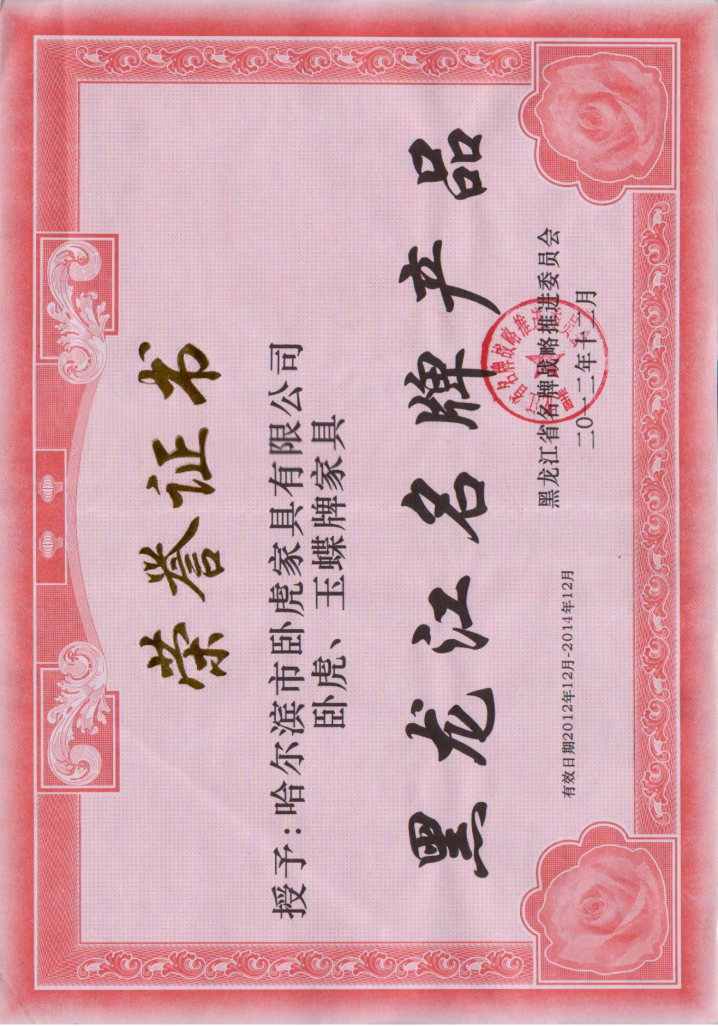 荣誉证书
授予：哈尔滨市卧虎家具有限公司
卧虎、玉蝶牌家具
黑龙江名牌产品
有效日期2012年12月-2014年12月
黑龙江省名牌战略推进委员会
二〇一二年十二月